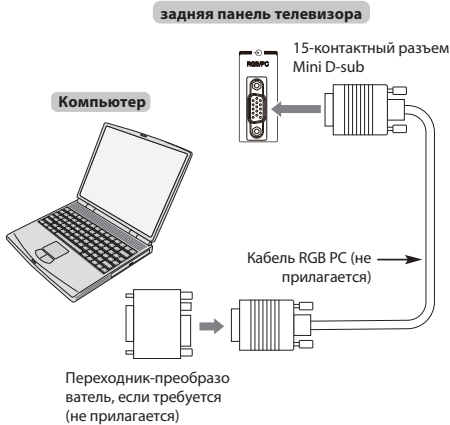 задняя панель телевизора
15-контактный разъем
Mini D-sub
RGB/PC
Компьютер
Кабель RGB PC (не
прилагается)
Переходник-преобразо
ватель, если требуется
(не прилагается)